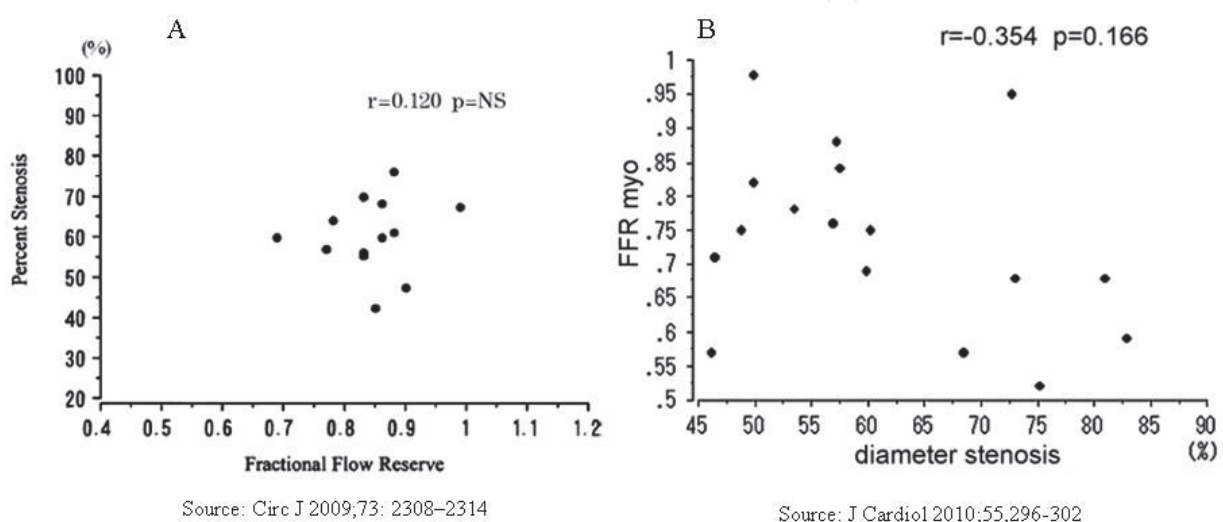 A
(%)
100
90
80
70
60
50
40
30
20
Percent Stenosis
r=0.120 p=NS
0.4 0.5 0.6 0.7 0.8 0.9 1 1.1 1.2
Fractional Flow Reserve
Source: Circ J 2009;73: 2308–2314
B
r=-0.354 p=0.166
1
.95
.9
.85
.8
.75
.7
.65
.6
.55
.5
FFR myo
45 50 55 60 65 70 75 80 85 90
diameter stenosis (%)
Source: J Cardiol 2010;55,296-302